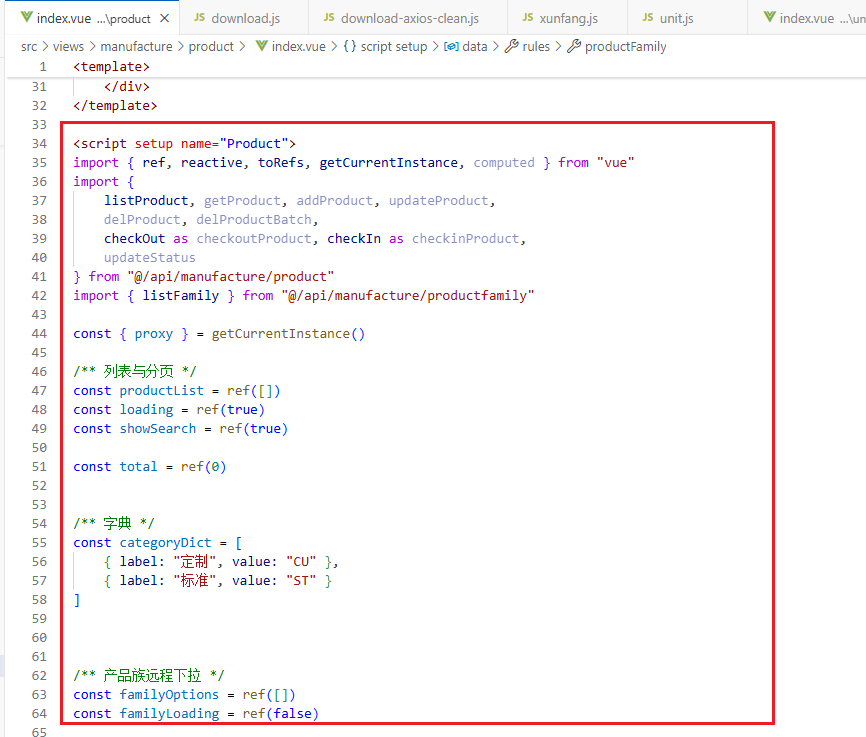 index.vue ...\product
JS download.js
JS download-axios-clean.js
JS xunfang.js
JS unit.js
index.vue ...\un
src > views > manufacture > product > index.vue > {} script setup > data > rules > productFamily
1 <template>
31 </div>
32 </template>
33
34 <script setup name="Product">
35 import { ref, reactive, toRefs, getCurrentInstance, computed } from "vue"
36 import {
37 listProduct, getProduct, addProduct, updateProduct,
38 delProduct, delProductBatch,
39 checkOut as checkoutProduct, checkIn as checkinProduct,
40 updateStatus
41 } from "@/api/manufacture/product"
42 import { listFamily } from "@/api/manufacture/productfamily"
43
44 const { proxy } = getCurrentInstance()
45
46 /** 列表与分页 */
47 const productList = ref([])
48 const loading = ref(true)
49 const showSearch = ref(true)
50
51 const total = ref(0)
52
53
54 /** 字典 */
55 const categoryDict = [
56 { label: "定制", value: "CU" },
57 { label: "标准", value: "ST" }
58 ]
59
60
61
62 /** 产品族远程下拉 */
63 const familyOptions = ref([])
64 const familyLoading = ref(false)
65